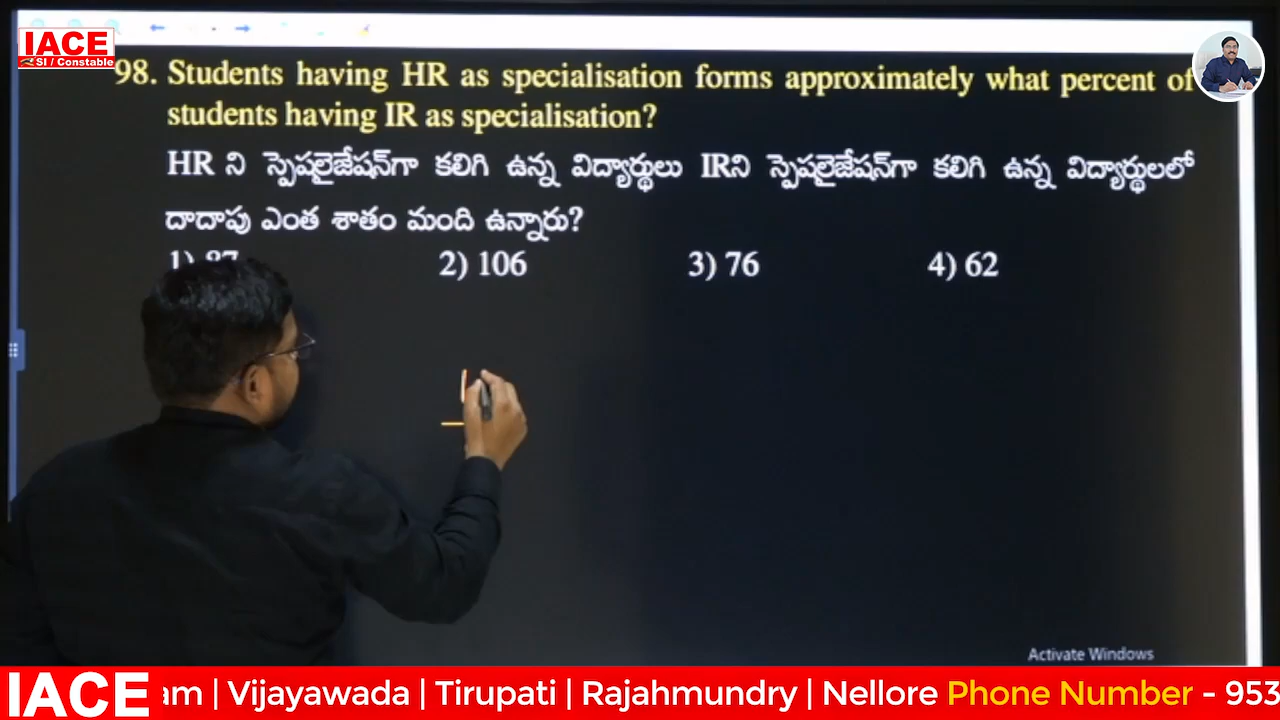 IACE
SI / Constable
98. Students having HR as specialisation forms approximately what percent of
students having IR as specialisation?
HR ని స్పెషలైజేషన్‌గా కలిగి ఉన్న విద్యార్థులు IRని స్పెషలైజేషన్‌గా కలిగి ఉన్న విద్యార్థులలో
దాదాపు ఎంత శాతం మంది ఉన్నారు?
1) 87 2) 106 3) 76 4) 62
Activate Windows
IACE am | Vijayawada | Tirupati | Rajahmundry | Nellore Phone Number - 953